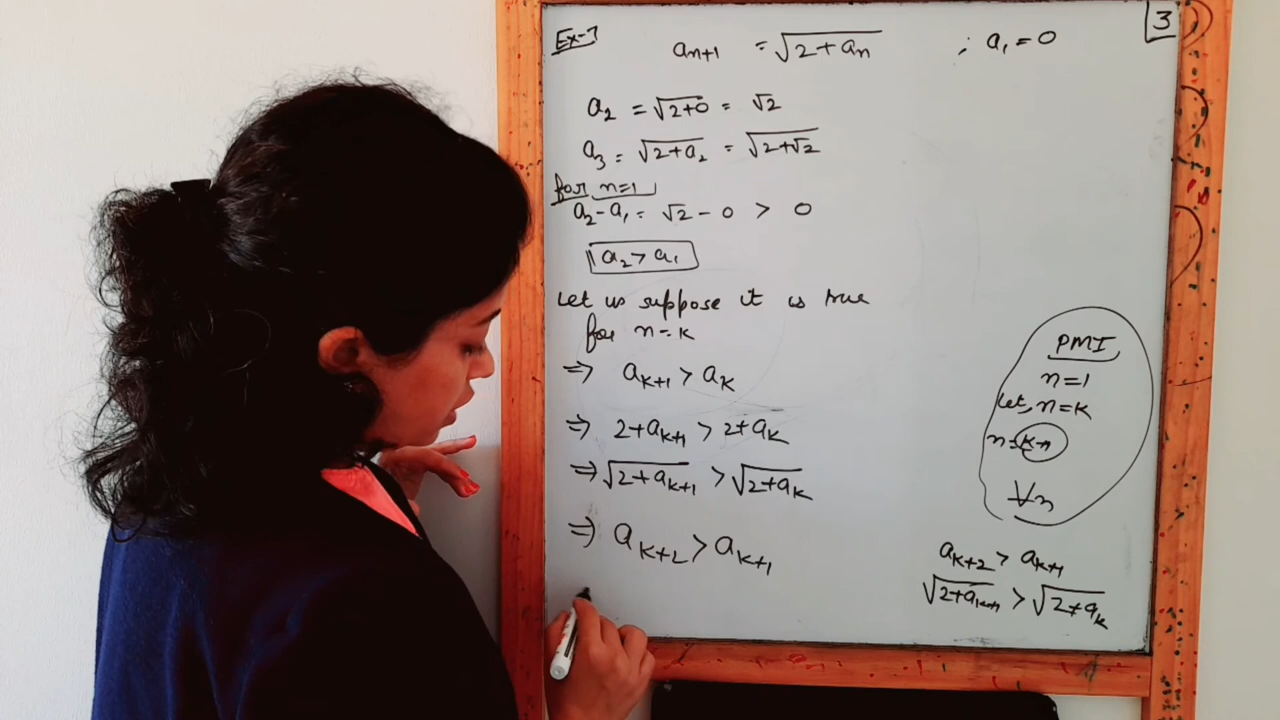 Ex-7 aₙ₊₁ = √(2+aₙ) ; a₁ = 0
3
a₂ = √(2+0) = √2
a₃ = √(2+a₂) = √(2+√2)
for n=1
a₂-a₁ = √2 - 0 > 0
a₂ > a₁
Let us suppose it is true
for n=k
⇒ aₖ₊₁ > aₖ
⇒ 2+aₖ₊₁ > 2+aₖ
⇒ √(2+aₖ₊₁) > √(2+aₖ)
⇒ aₖ₊₂ > aₖ₊₁
PMI
n=1
Let, n=k
n=k+1
∀n
aₖ₊₂ > aₖ₊₁
√(2+aₖ₊₁) > √(2+aₖ)